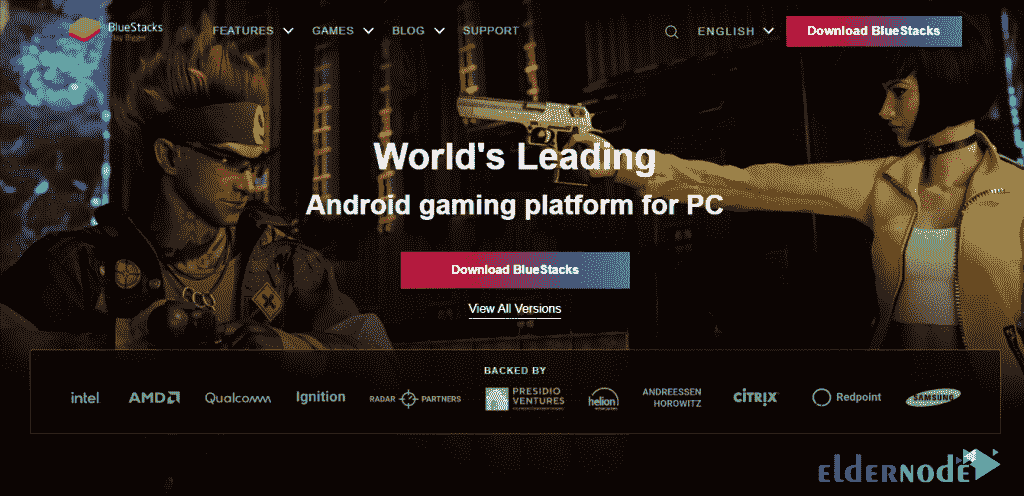 BlueStacks
Play Bigger
FEATURES
GAMES
BLOG
SUPPORT
ENGLISH
Download BlueStacks
World's Leading
Android gaming platform for PC
Download BlueStacks
View All Versions
BACKED BY
intel
AMD
Qualcomm
Ignition
RADAR PARTNERS
PRESIDIO
VENTURES
helion
ANDREESSEN
HOROWITZ
CITRIX
Redpoint
SAMSUNG
eldernode